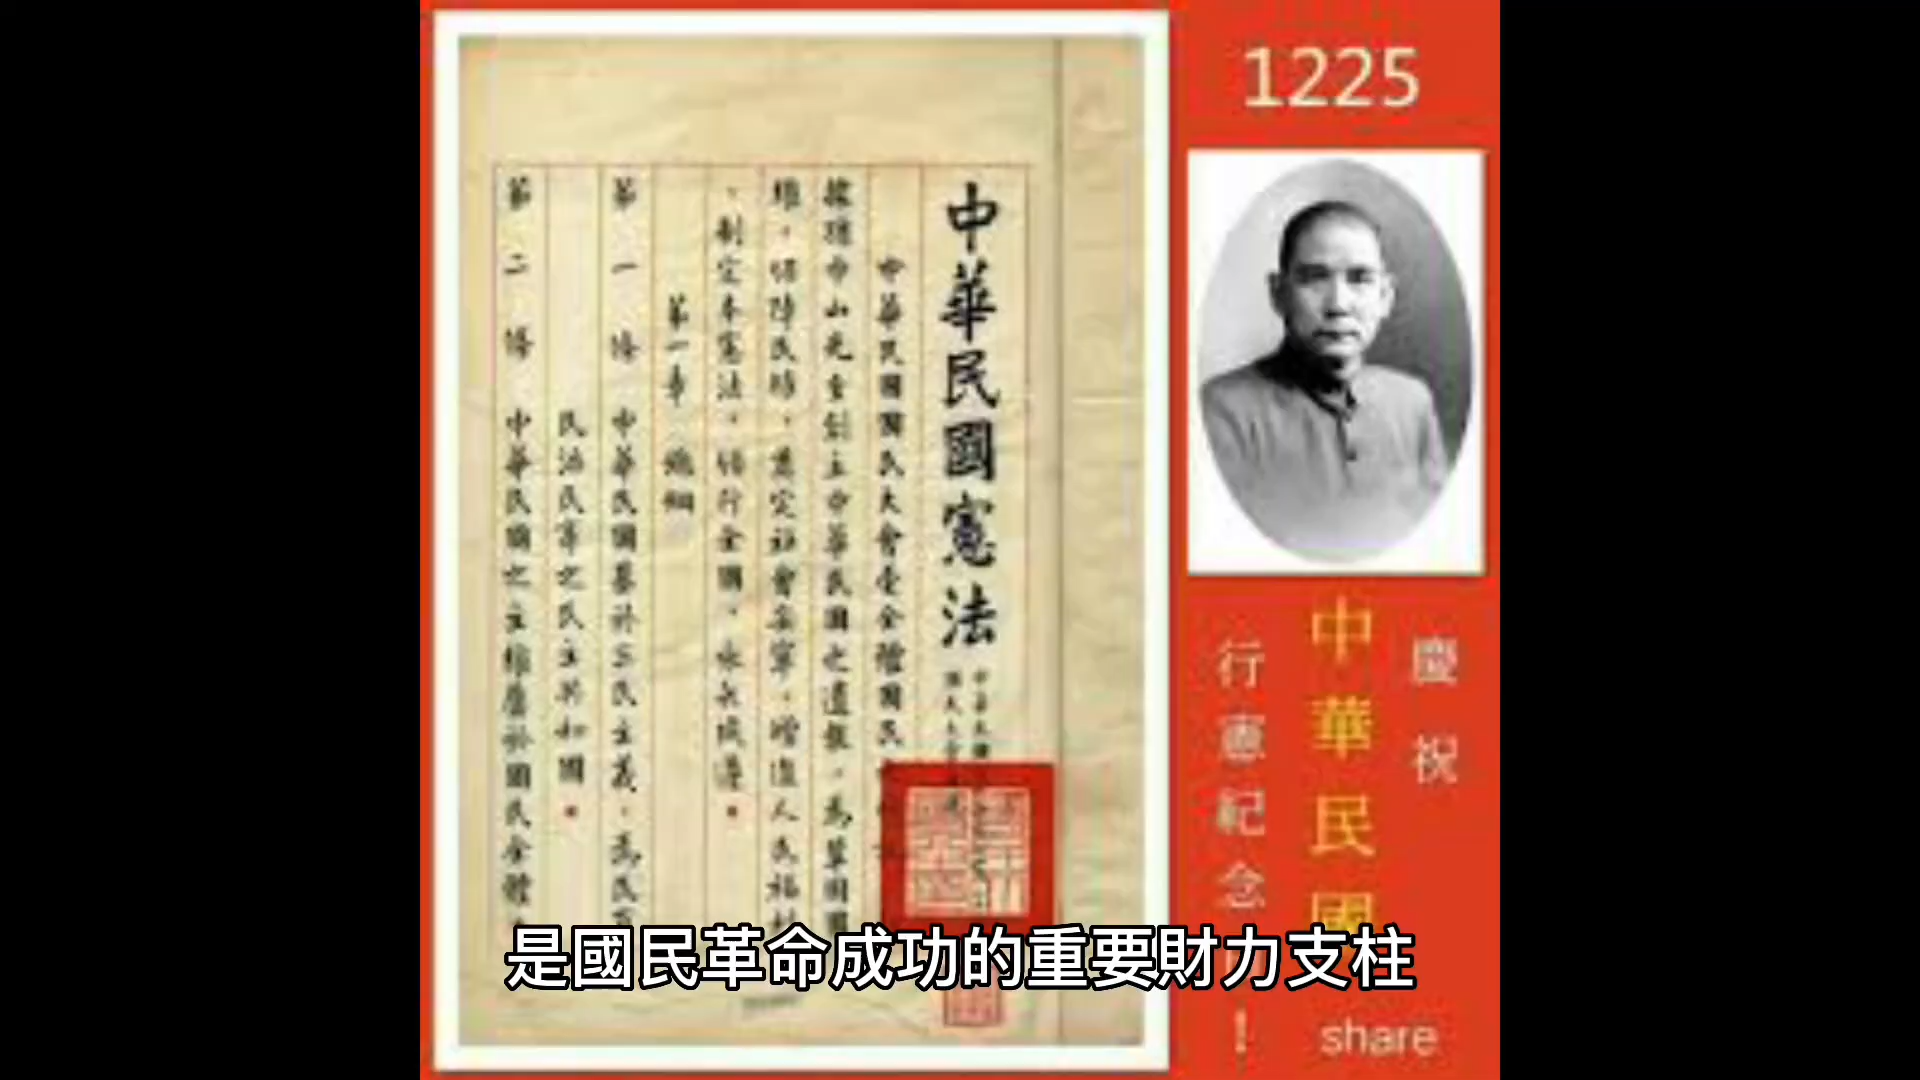 中華民國憲法
中華民國國民大會受全體國民
據孫中山先生創立中華民國之遺教,為鞏固國
權,保障民權,奠定社會安寧,增進人民福利
,制定本憲法,頒行全國,永矢咸遵。
第一章 總綱
第一條 中華民國基於三民主義,為民有
民治民享之民主共和國。
第二條 中華民國之主權屬於國民全體
1225
慶祝
中華民國
行憲紀念
!
share
是國民革命成功的重要財力支柱